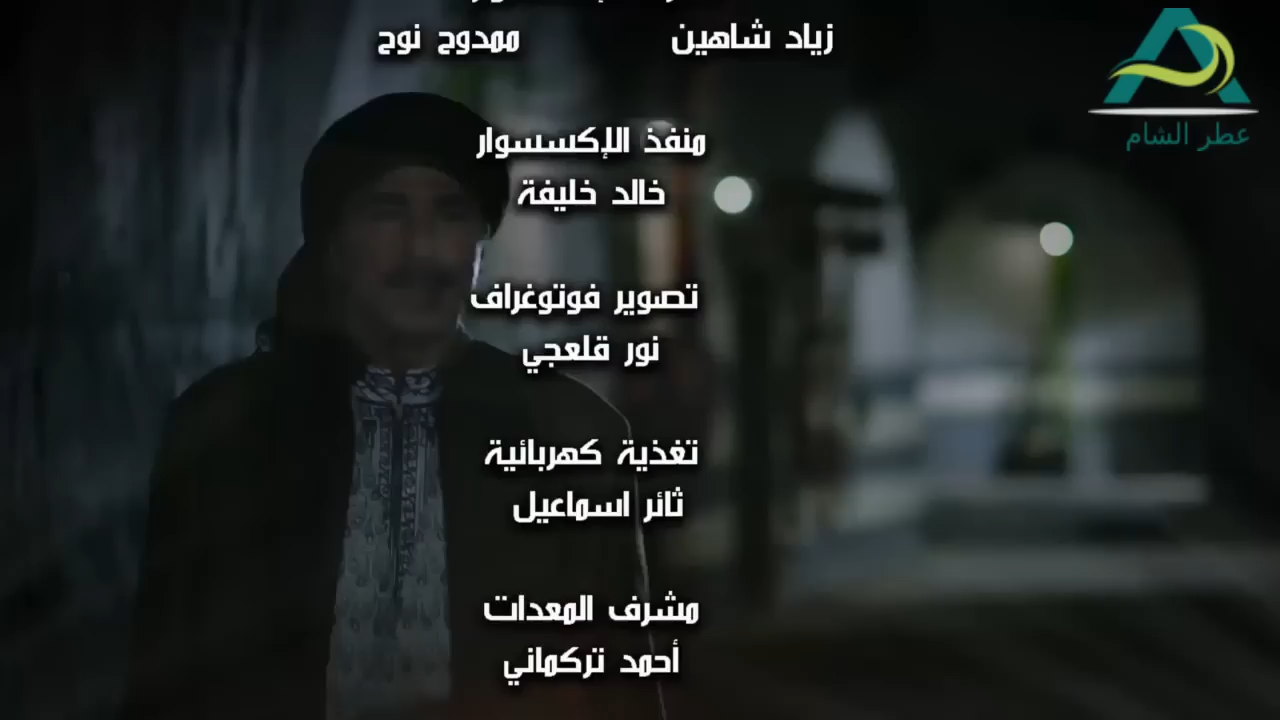 زياد شاهين ممدوح نوح
منفذ الإكسسوار
خالد خليفة
تصوير فوتوغراف
نور قلعجي
تغذية كهربائية
ثائر اسماعيل
مشرف المعدات
أحمد تركماني
عطر الشام